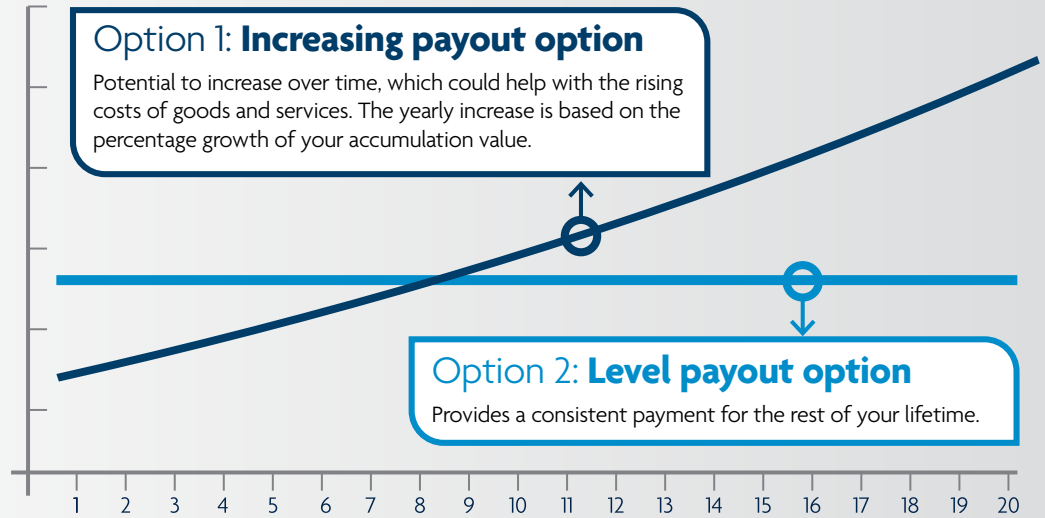 Option 1: Increasing payout option
Potential to increase over time, which could help with the rising
costs of goods and services. The yearly increase is based on the
percentage growth of your accumulation value.
Option 2: Level payout option
Provides a consistent payment for the rest of your lifetime.
1 2 3 4 5 6 7 8 9 10 11 12 13 14 15 16 17 18 19 20